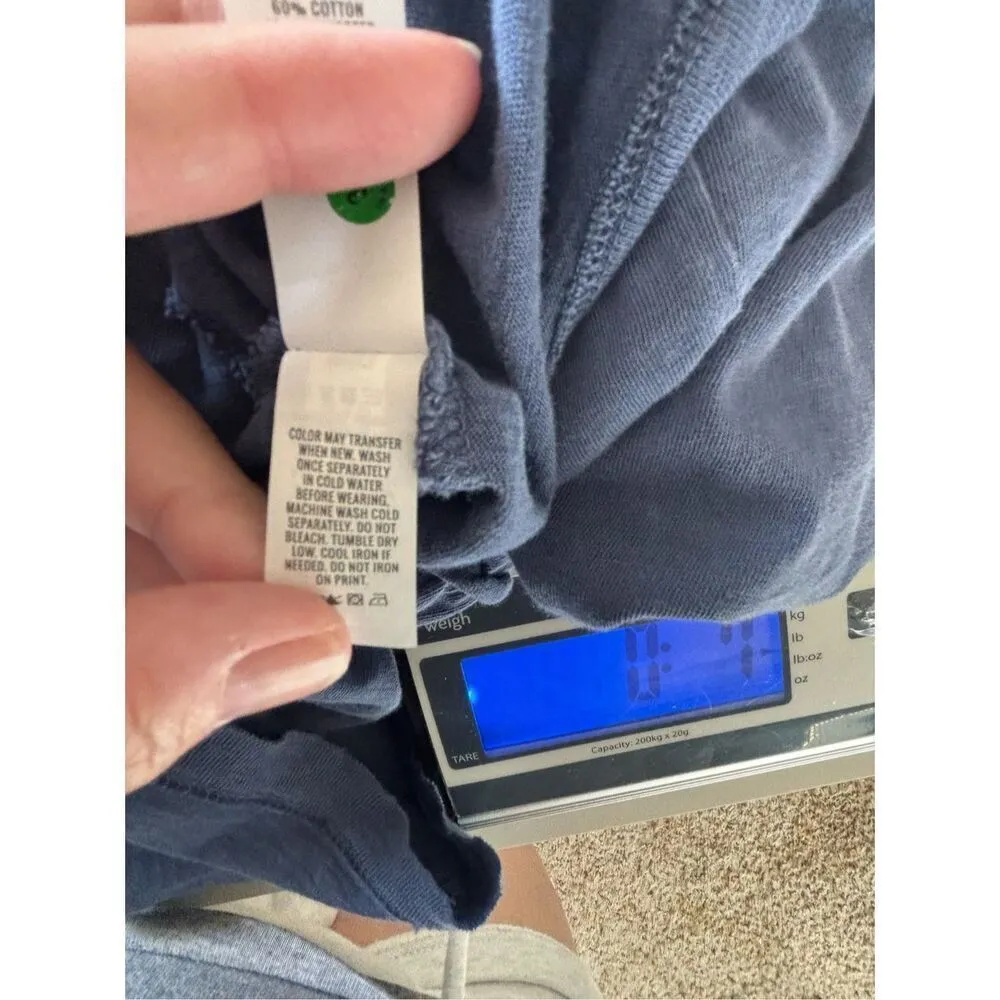 60% COTTON
COLOR MAY TRANSFER
WHEN NEW. WASH
ONCE SEPARATELY
IN COLD WATER
BEFORE WEARING.
MACHINE WASH COLD
SEPARATELY. DO NOT
BLEACH. TUMBLE DRY
LOW. COOL IRON IF
NEEDED. DO NOT IRON
ON PRINT.
weigh
kg
lb
lb:oz
oz
TARE
Capacity: 200kg x 20g